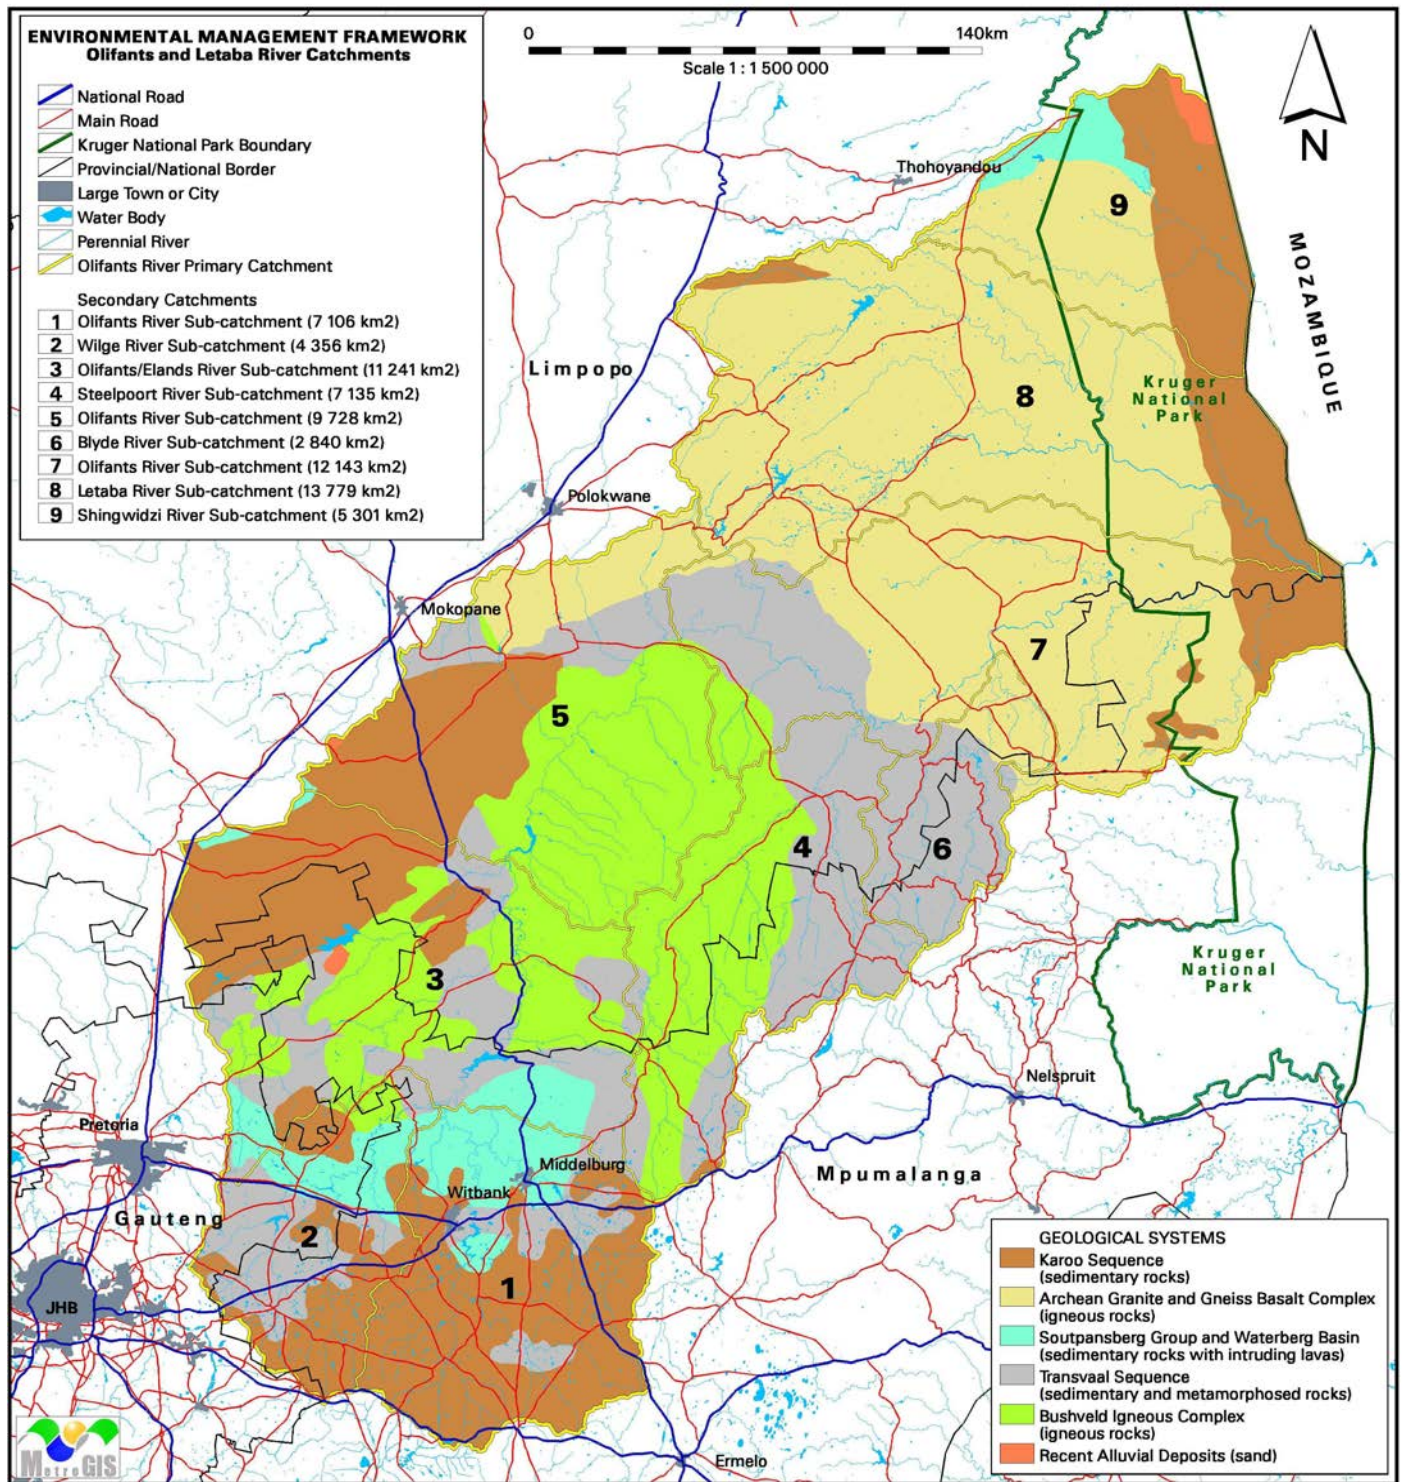 ENVIRONMENTAL MANAGEMENT FRAMEWORK
Olifants and Letaba River Catchments
National Road
Main Road
Kruger National Park Boundary
Provincial/National Border
Large Town or City
Water Body
Perennial River
Olifants River Primary Catchment
Secondary Catchments
1 Olifants River Sub-catchment (7 106 km2)
2 Wilge River Sub-catchment (4 356 km2)
3 Olifants/Elands River Sub-catchment (11 241 km2)
4 Steelpoort River Sub-catchment (7 135 km2)
5 Olifants River Sub-catchment (9 728 km2)
6 Blyde River Sub-catchment (2 840 km2)
7 Olifants River Sub-catchment (12 143 km2)
8 Letaba River Sub-catchment (13 779 km2)
9 Shingwidzi River Sub-catchment (5 301 km2)
0 140km
Scale 1 : 1 500 000
N
Thohoyandou
9
MOZAMBIQUE
Limpopo
Kruger
National
Park
8
Polokwane
Mokopane
7
5
4
6
3
Kruger
National
Park
Nelspruit
Pretoria
Middelburg
Mpumalanga
Witbank
Gauteng
2
1
JHB
Ermelo
GEOLOGICAL SYSTEMS
Karoo Sequence
(sedimentary rocks)
Archean Granite and Gneiss Basalt Complex
(igneous rocks)
Soutpansberg Group and Waterberg Basin
(sedimentary rocks with intruding lavas)
Transvaal Sequence
(sedimentary and metamorphosed rocks)
Bushveld Igneous Complex
(igneous rocks)
Recent Alluvial Deposits (sand)
MetroGIS